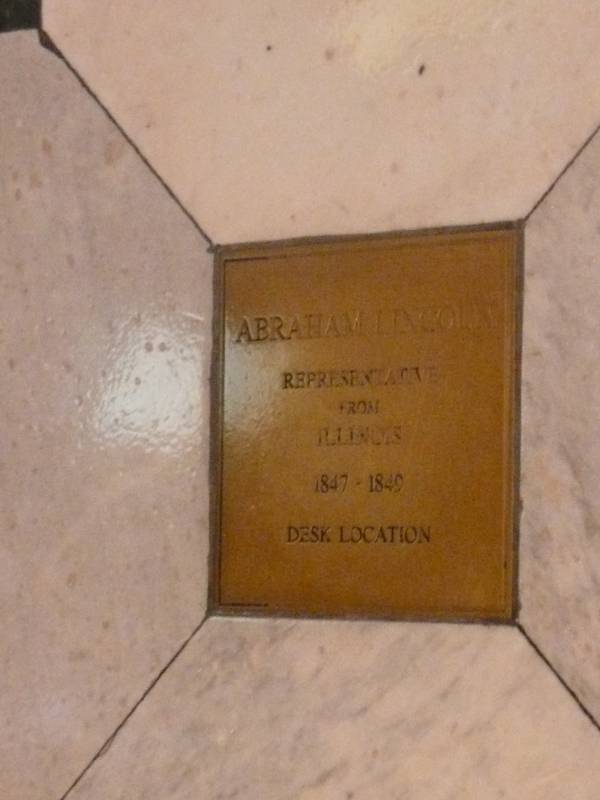 ABRAHAM LINCOLN
REPRESENTATIVE
FROM
ILLINOIS
1847 - 1849
DESK LOCATION